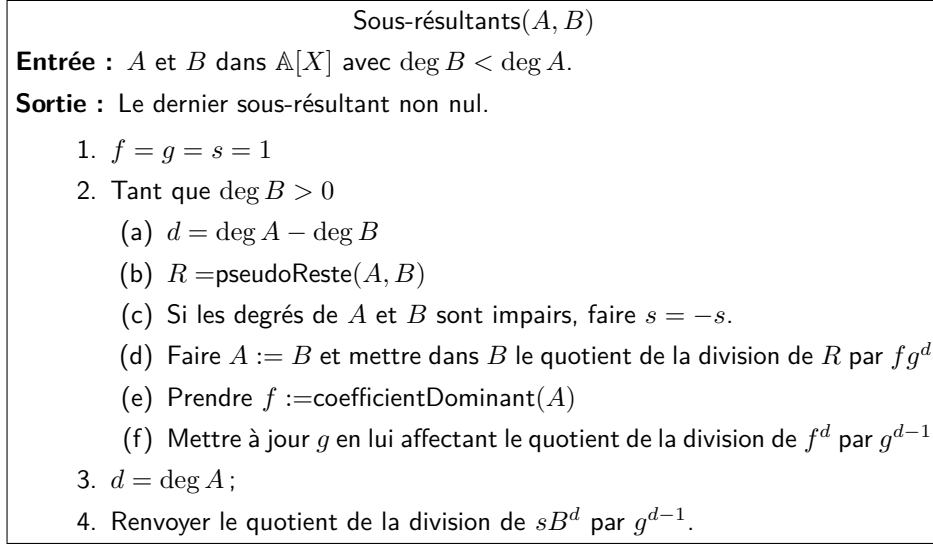 Sous-résultants(A, B)
Entrée : A et B dans 𝔸[X] avec deg B < deg A.
Sortie : Le dernier sous-résultant non nul.
1. f = g = s = 1
2. Tant que deg B > 0
(a) d = deg A − deg B
(b) R =pseudoReste(A, B)
(c) Si les degrés de A et B sont impairs, faire s = −s.
(d) Faire A := B et mettre dans B le quotient de la division de R par fg^d
(e) Prendre f :=coefficientDominant(A)
(f) Mettre à jour g en lui affectant le quotient de la division de f^d par g^{d−1}
3. d = deg A ;
4. Renvoyer le quotient de la division de sB^d par g^{d−1}.